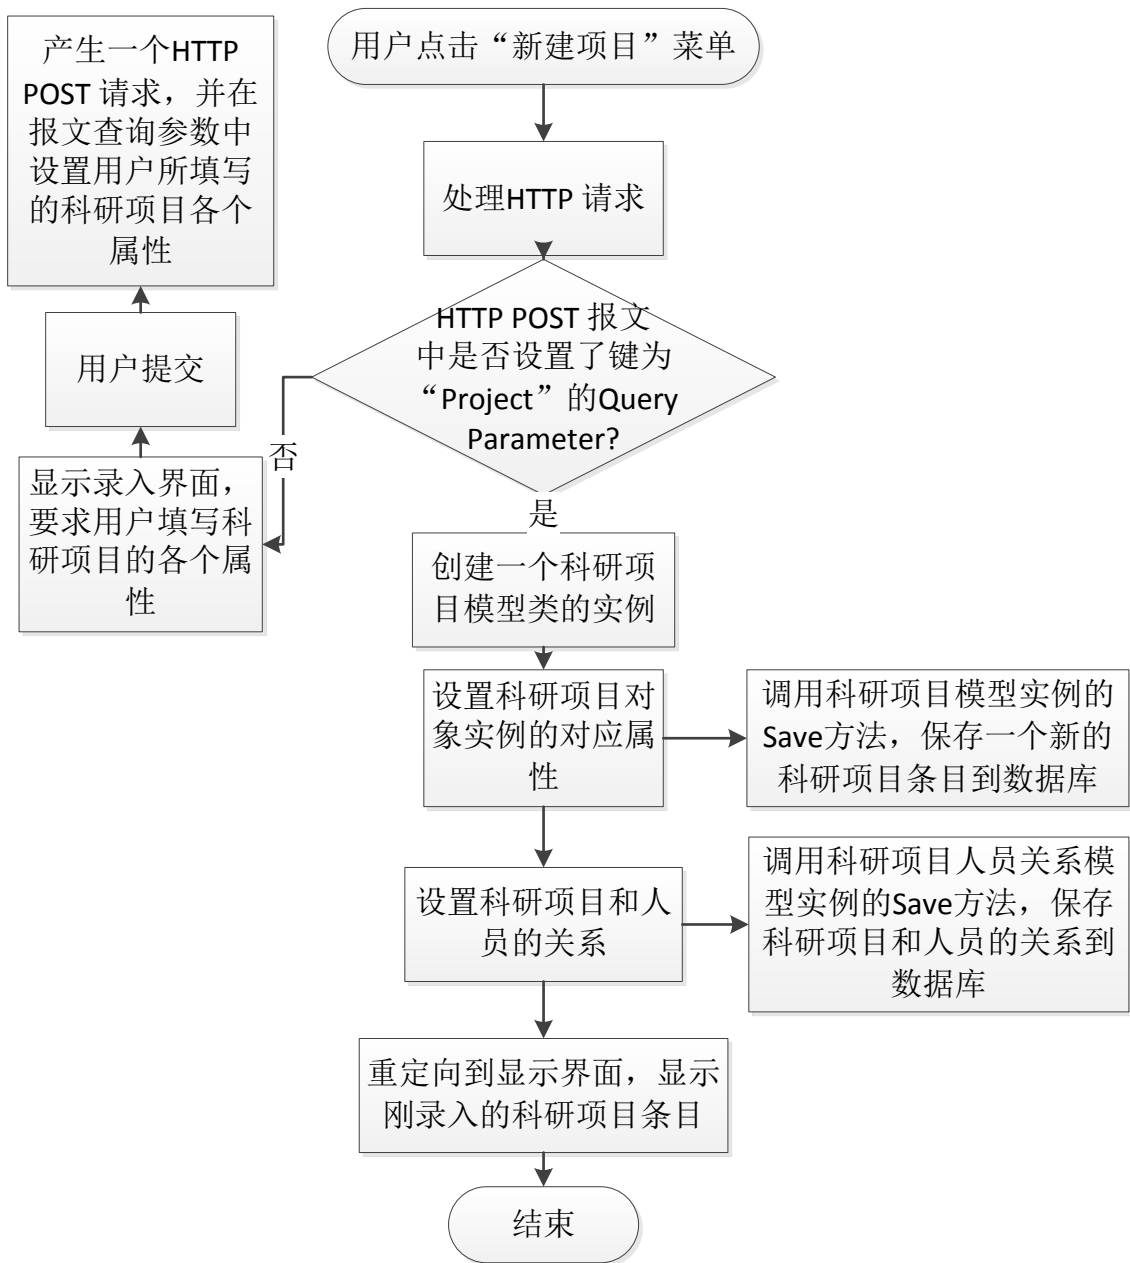 用户点击“新建项目”菜单
处理HTTP 请求
HTTP POST 报文
中是否设置了键为
“Project”的Query
Parameter?
否
显示录入界面，
要求用户填写科
研项目的各个属
性
用户提交
产生一个HTTP
POST 请求，并在
报文查询参数中
设置用户所填写
的科研项目各个
属性
是
创建一个科研项
目模型类的实例
设置科研项目对
象实例的对应属
性
调用科研项目模型实例的
Save方法，保存一个新的
科研项目条目到数据库
设置科研项目和人
员的关系
调用科研项目人员关系模
型实例的Save方法，保存
科研项目和人员的关系到
数据库
重定向到显示界面，显示
刚录入的科研项目条目
结束